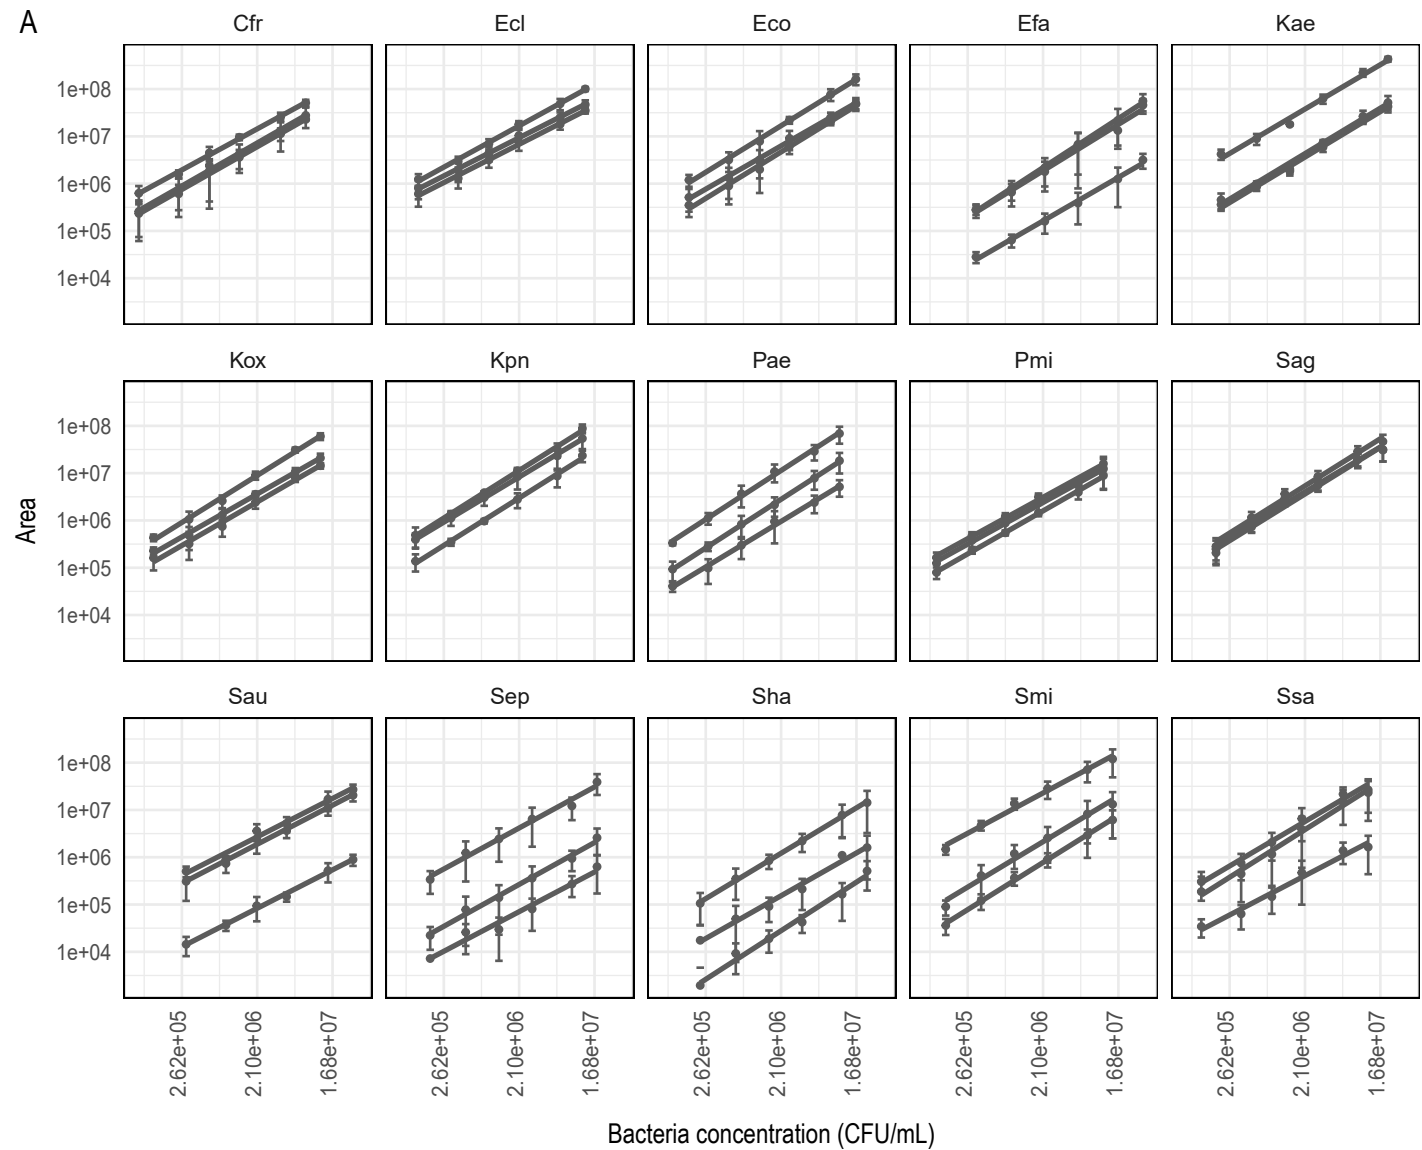 A
Cfr Ecl Eco Efa Kae
1e+08
1e+07
1e+06
1e+05
1e+04
Kox Kpn Pae Pmi Sag
1e+08
1e+07
1e+06
1e+05
1e+04
Area
Sau Sep Sha Smi Ssa
1e+08
1e+07
1e+06
1e+05
1e+04
2.62e+05 2.10e+06 1.68e+07 2.62e+05 2.10e+06 1.68e+07 2.62e+05 2.10e+06 1.68e+07 2.62e+05 2.10e+06 1.68e+07 2.62e+05 2.10e+06 1.68e+07
Bacteria concentration (CFU/mL)